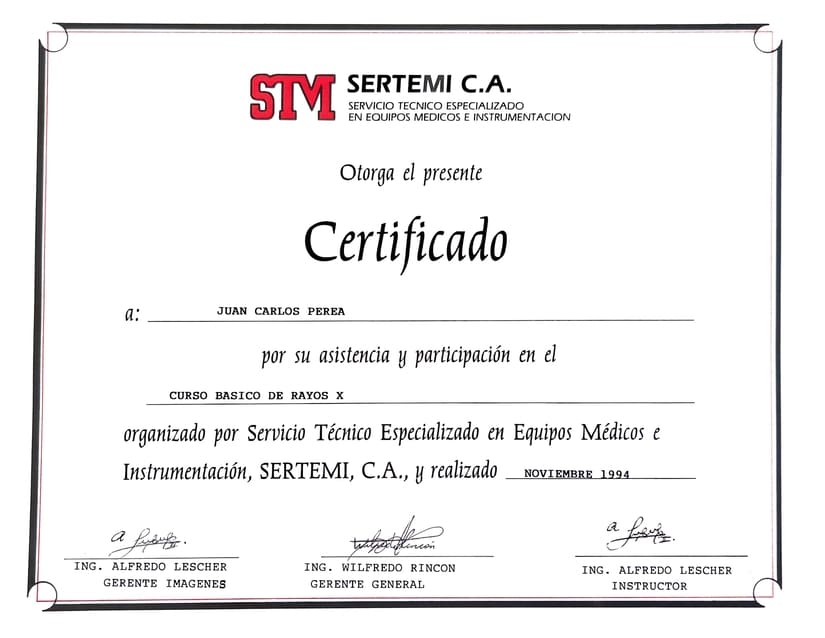 STM SERTEMI C.A.
SERVICIO TECNICO ESPECIALIZADO
EN EQUIPOS MEDICOS E INSTRUMENTACION
Otorga el presente
Certificado
a: JUAN CARLOS PEREA
por su asistencia y participación en el
CURSO BASICO DE RAYOS X
organizado por Servicio Técnico Especializado en Equipos Médicos e
Instrumentación, SERTEMI, C.A., y realizado NOVIEMBRE 1994
ING. ALFREDO LESCHER
GERENTE IMAGENES
ING. WILFREDO RINCON
GERENTE GENERAL
ING. ALFREDO LESCHER
INSTRUCTOR